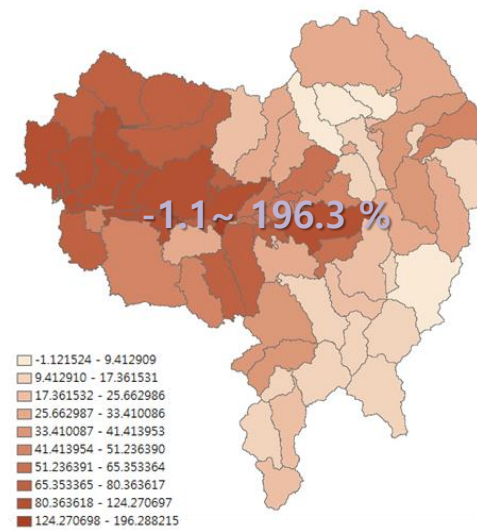 -1.1~ 196.3 %
-1.121524 - 9.412909
9.412910 - 17.361531
17.361532 - 25.662986
25.662987 - 33.410086
33.410087 - 41.413953
41.413954 - 51.236390
51.236391 - 65.353364
65.353365 - 80.363617
80.363618 - 124.270697
124.270698 - 196.288215